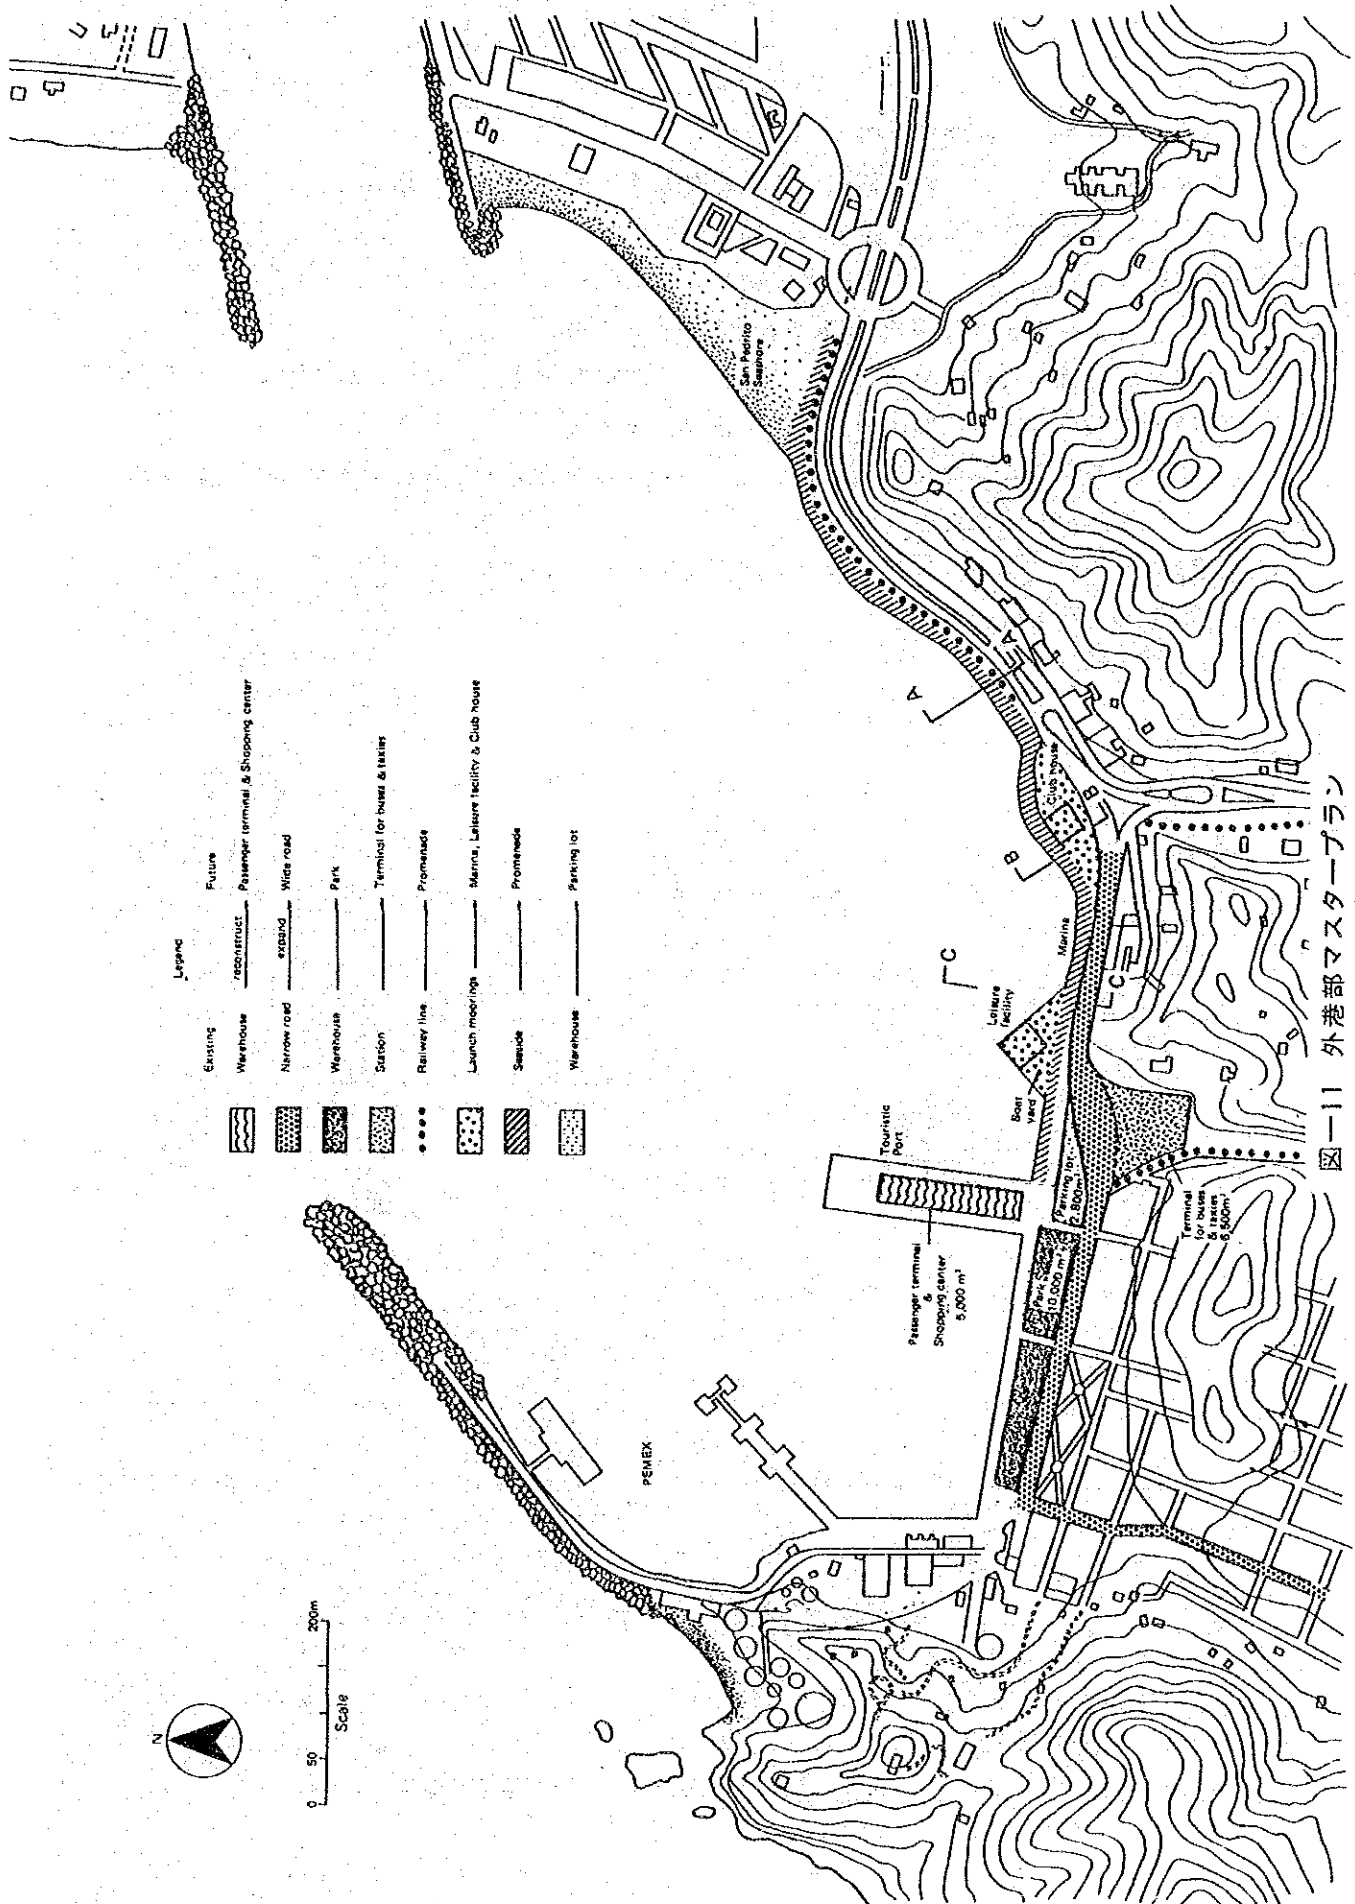 N
0 50 200m
Scale
Legend
Existing Future
Warehouse reconstruct Passenger terminal & Shopping center
Narrow road expand Wide road
Warehouse Park
Station Terminal for buses & taxies
Railway line Promenade
Launch moorings Marina, Leisure facility & Club house
Seaside Promenade
Warehouse Parking lot
San Pedrito
Seashore
A
A
B
B
Club house
C
C
Marina
Leisure
facility
Boat
yard
Touristic
Port
Passenger terminal
&
Shopping center
5,000 m²
Parking lot
2,800m²
Park
10,000 m²
Terminal
for buses
& taxies
6,500m²
PEMEX
図-11 外港部マスタープラン